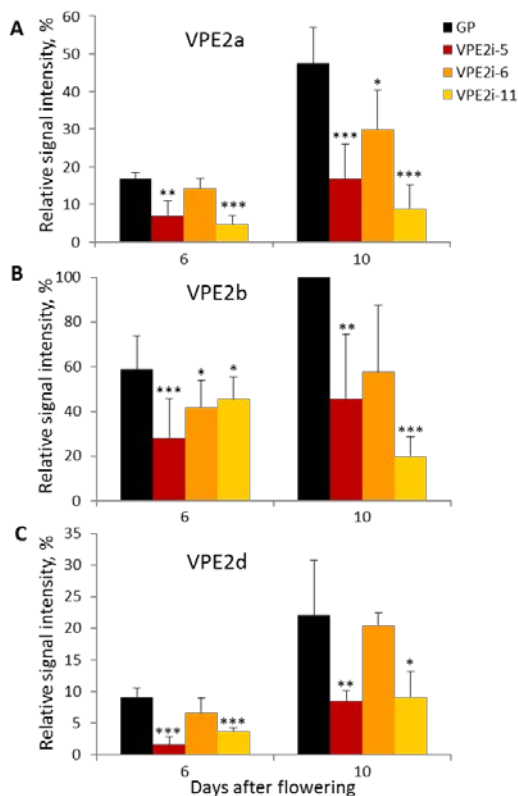 A
VPE2a
GP
VPE2i-5
VPE2i-6
VPE2i-11
Relative signal intensity, %
60
50
40
30
20
10
0
** *** *** * ***
6 10
B
VPE2b
Relative signal intensity, %
100
80
60
40
20
0
*** * * ** ***
6 10
C
VPE2d
Relative signal intensity, %
35
30
25
20
15
10
5
0
*** *** ** *
6 10
Days after flowering